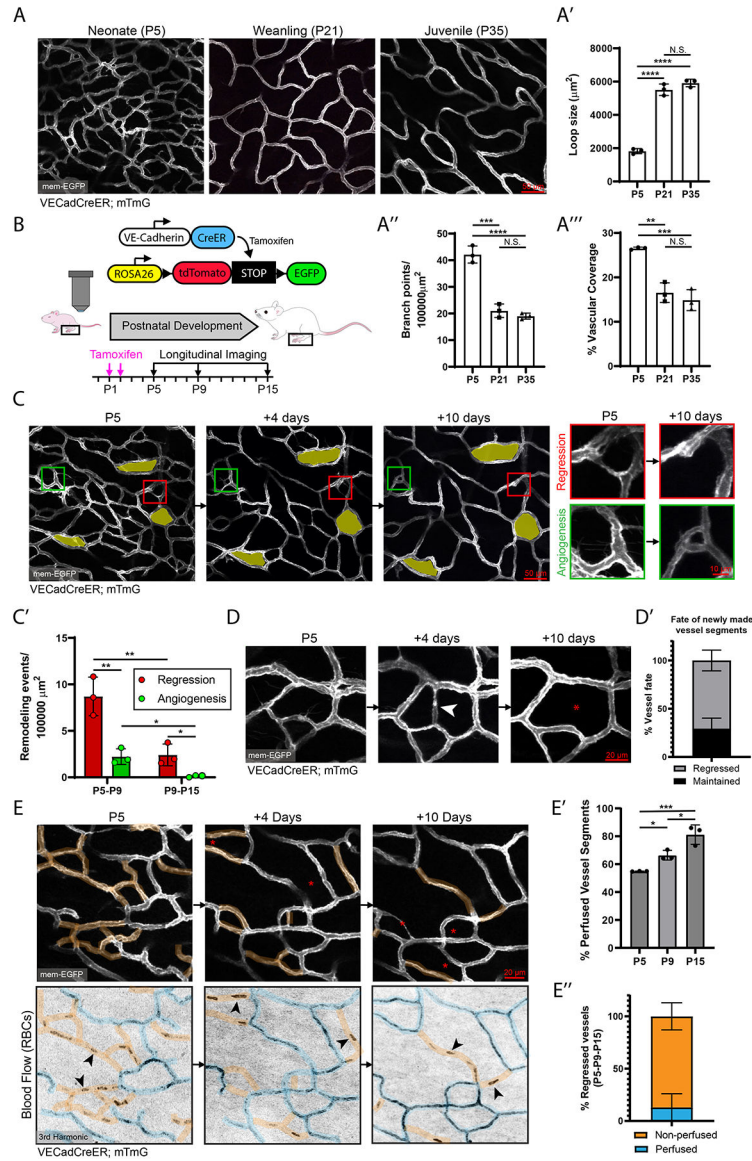 A
Neonate (P5)
Weanling (P21)
Juvenile (P35)
mem-EGFP
50 μm
VECadCreER; mTmG
A'
Loop size (μm²)
8000
6000
4000
2000
0
N.S.
****
****
P5 P21 P35
B
VE-Cadherin
CreER
Tamoxifen
ROSA26
tdTomato
STOP
EGFP
Postnatal Development
Tamoxifen
Longitudinal Imaging
P1 P5 P9 P15
A''
Branch points/
100000μm²
50
40
30
20
10
0
***
****
N.S.
P5 P21 P35
A'''
% Vascular Coverage
40
30
20
10
0
**
***
N.S.
P5 P21 P35
C
P5
+4 days
+10 days
mem-EGFP
50 μm
VECadCreER; mTmG
P5
+10 days
Regression
Angiogenesis
10 μm
C'
Remodeling events/
100000 μm²
15
10
5
0
**
**
*
*
Regression
Angiogenesis
P5-P9 P9-P15
D
P5
+4 days
+10 days
*
mem-EGFP
20 μm
VECadCreER; mTmG
D'
Fate of newly made
vessel segments
% Vessel fate
100
50
0
Regressed
Maintained
E
P5
+4 Days
+10 Days
*
*
*
*
*
mem-EGFP
20 μm
Blood Flow (RBCs)
3rd Harmonic
VECadCreER; mTmG
E'
% Perfused Vessel Segments
100
80
60
40
20
0
***
*
*
P5 P9 P15
E''
% Regressed vessels
(P5-P9-P15)
100
50
0
Non-perfused
Perfused